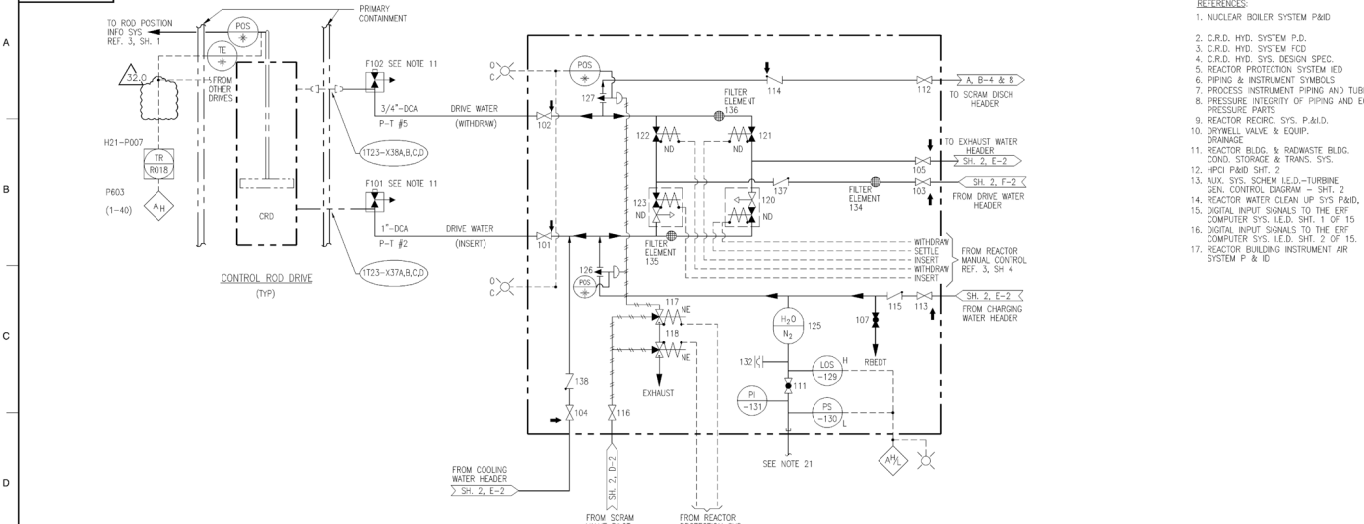 A
B
C
D
TO ROD POSTION
INFO SYS
REF. 3, SH. 1
POS
TE
PRIMARY
CONTAINMENT
32.0
FROM
OTHER
DRIVES
H21-P007
TR
R018
P603
(1-40)
AH
CRD
CONTROL ROD DRIVE
(TYP)
F102 SEE NOTE 11
3/4"-DCA
P-T #5
DRIVE WATER
(WITHDRAW)
1T23-X38A,B,C,D
F101 SEE NOTE 11
1"-DCA
P-T #2
DRIVE WATER
(INSERT)
1T23-X37A,B,C,D
O
C
POS
127
102
114
112
A, B-4 & 8
TO SCRAM DISCH
HEADER
FILTER
ELEMENT
136
122
ND
121
ND
TO EXHAUST WATER
HEADER
SH. 2, E-2
105
137
FILTER
ELEMENT
134
103
SH. 2, F-2
FROM DRIVE WATER
HEADER
123
ND
120
ND
101
FILTER
ELEMENT
135
WITHDRAW
SETTLE
INSERT
WITHDRAW
INSERT
FROM REACTOR
MANUAL CONTROL
REF. 3, SH 4
O
C
126
POS
117
NE
118
NE
EXHAUST
H2O
N2
125
107
RBEDT
115
113
SH. 2, E-2
FROM CHARGING
WATER HEADER
132
LOS
-129
H
111
PI
-131
PS
-130
L
AH/L
SEE NOTE 21
138
104
116
FROM COOLING
WATER HEADER
SH. 2, E-2
SH. 2, D-2
FROM SCRAM
FROM REACTOR
REFERENCES:
1. NUCLEAR BOILER SYSTEM P&ID
2. C.R.D. HYD. SYSTEM P.D.
3. C.R.D. HYD. SYSTEM FCD
4. C.R.D. HYD. SYS. DESIGN SPEC.
5. REACTOR PROTECTION SYSTEM IED
6. PIPING & INSTRUMENT SYMBOLS
7. PROCESS INSTRUMENT PIPING AND
8. PRESSURE INTEGRITY OF PIPING AND
PRESSURE PARTS
9. REACTOR RECIRC. SYS. P.&I.D.
10. DRYWELL VALVE & EQUIP.
DRAINAGE
11. REACTOR BLDG. & RADWASTE BLDG.
COND. STORAGE & TRANS. SYS.
12. HPCI P&ID SHT. 2
13. AUX. SYS. SCHEM I.E.D.-TURBINE
GEN. CONTROL DIAGRAM - SHT. 2
14. REACTOR WATER CLEAN UP SYS P&ID,
15. DIGITAL INPUT SIGNALS TO THE ERF
COMPUTER SYS. I.E.D. SHT. 1 OF 15
16. DIGITAL INPUT SIGNALS TO THE ERF
COMPUTER SYS. I.E.D. SHT. 2 OF 15.
17. REACTOR BUILDING INSTRUMENT AIR
SYSTEM P & ID